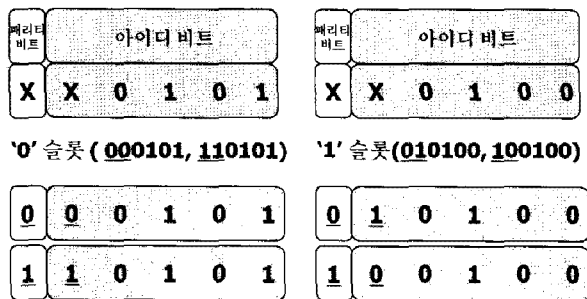 패리티 비트 아이디 비트 패리티 비트 아이디 비트
X X 0 1 0 1 X X 0 1 0 0
'0' 슬롯 ( 000101, 110101) '1' 슬롯(010100, 100100)
0 0 0 1 0 1 0 1 0 1 0 0
1 1 0 1 0 1 1 0 0 1 0 0